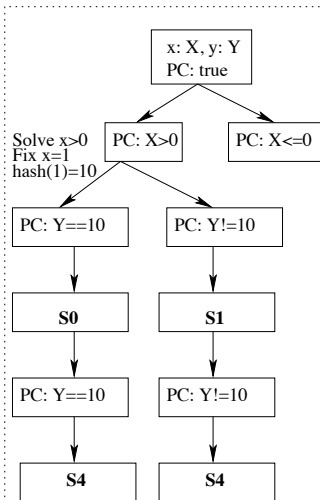 x: X, y: Y
PC: true
Solve x>0
Fix x=1
hash(1)=10
PC: X>0
PC: X<=0
PC: Y==10
PC: Y!=10
S0
S1
PC: Y==10
PC: Y!=10
S4
S4